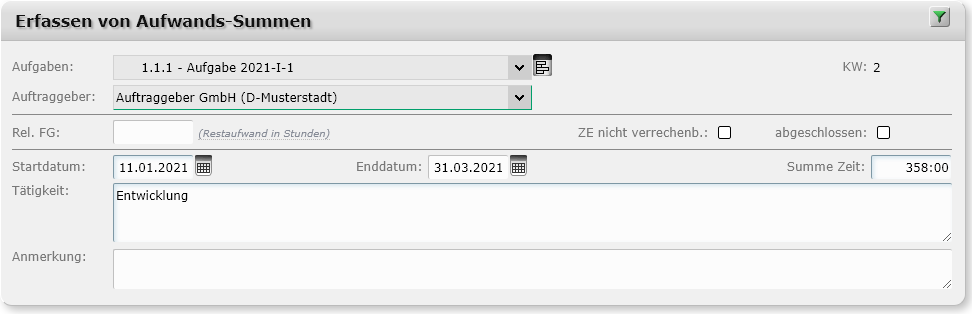 Erfassen von Aufwands-Summen
Aufgaben: 1.1.1 - Aufgabe 2021-I-1 KW: 2
Auftraggeber: Auftraggeber GmbH (D-Musterstadt)
Rel. FG: (Restaufwand in Stunden) ZE nicht verrechenb.: abgeschlossen:
Startdatum: 11.01.2021 Enddatum: 31.03.2021 Summe Zeit: 358:00
Tätigkeit: Entwicklung
Anmerkung: